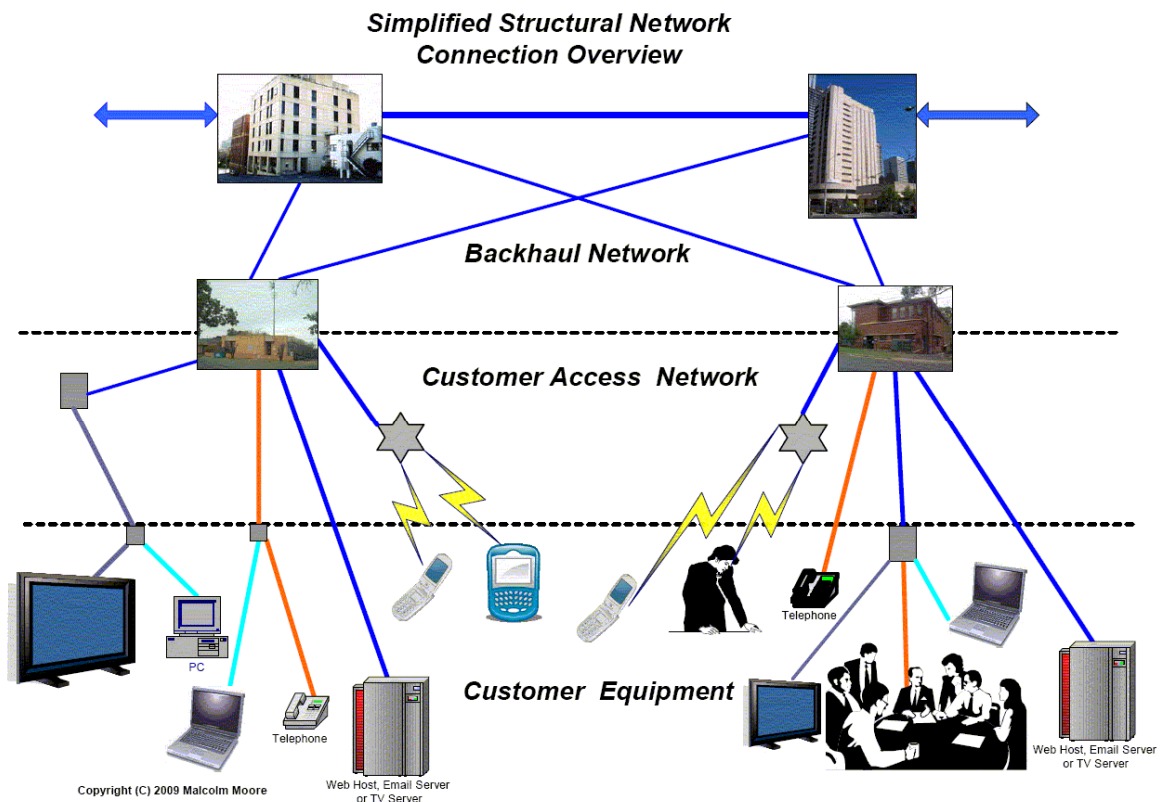 Simplified Structural Network
Connection Overview
Backhaul Network
Customer Access Network
Telephone
PC
Customer Equipment
Telephone
Web Host, Email Server
or TV Server
Web Host, Email Server
or TV Server
Copyright (C) 2009 Malcolm Moore